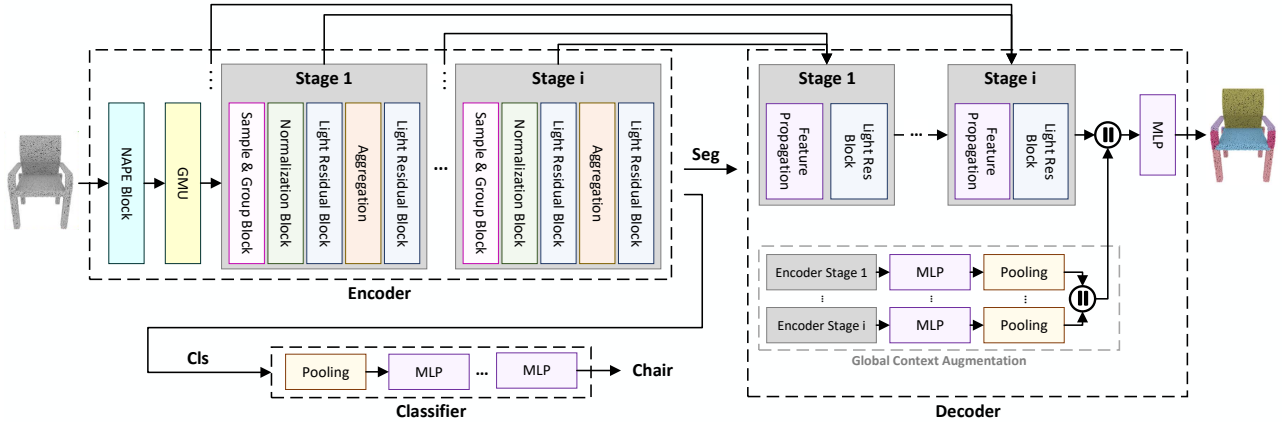 Stage 1
Sample & Group Block
Normalization Block
Light Residual Block
Aggregation
Light Residual Block
...
Stage i
Sample & Group Block
Normalization Block
Light Residual Block
Aggregation
Light Residual Block
NAPE Block
GMU
Encoder
Seg
Cls
Pooling
MLP
...
MLP
Chair
Classifier
Stage 1
Feature
Propagation
Light Res
Block
...
Stage i
Feature
Propagation
Light Res
Block
MLP
Encoder Stage 1
MLP
Pooling
...
...
...
Encoder Stage i
MLP
Pooling
Global Context Augmentation
Decoder